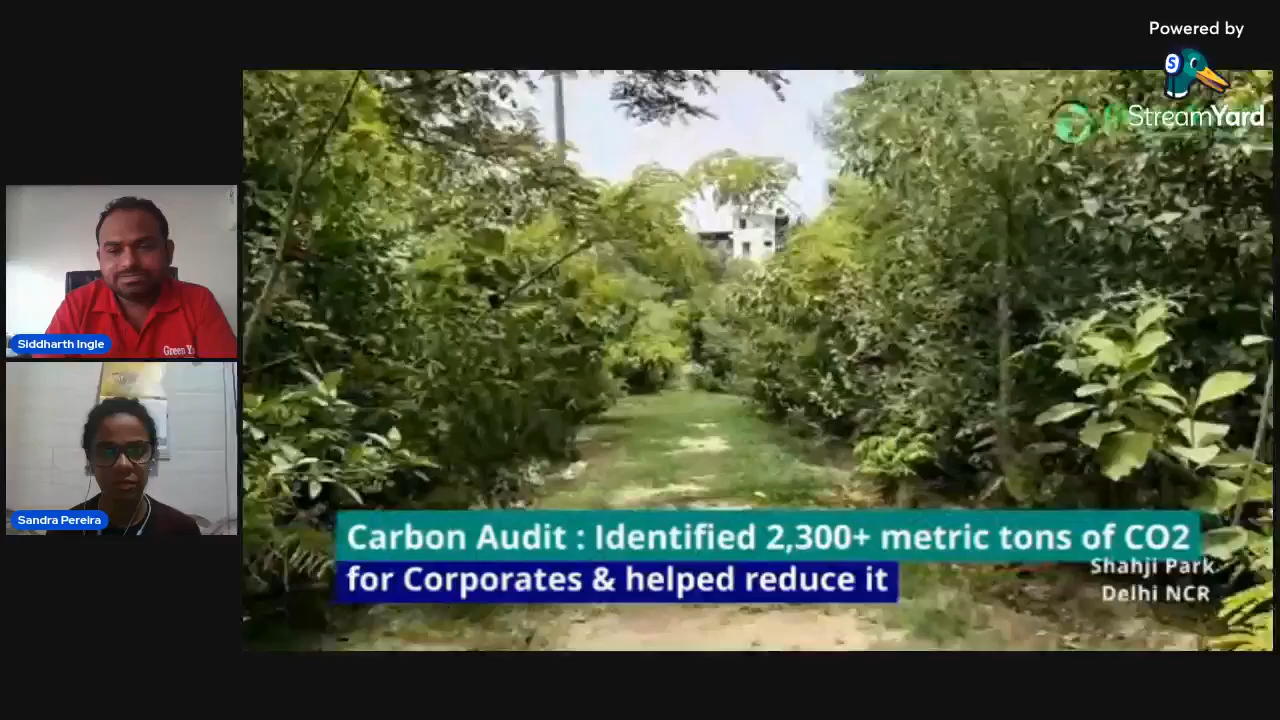 Powered by
StreamYard
Siddharth Ingle
Green Y
Sandra Pereira
Carbon Audit : Identified 2,300+ metric tons of CO2
for Corporates & helped reduce it
Shahji Park
Delhi NCR